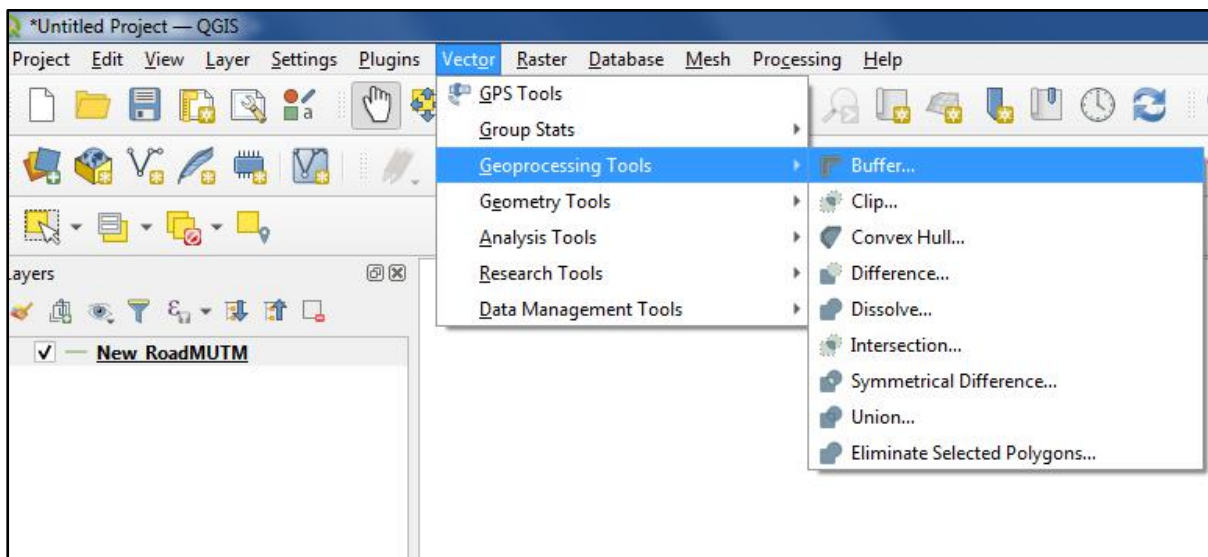 *Untitled Project — QGIS
Project Edit View Layer Settings Plugins Vector Raster Database Mesh Processing Help
GPS Tools
Group Stats
Geoprocessing Tools
Geometry Tools
Analysis Tools
Research Tools
Data Management Tools
Buffer...
Clip...
Convex Hull...
Difference...
Dissolve...
Intersection...
Symmetrical Difference...
Union...
Eliminate Selected Polygons...
ayers
New_RoadMUTM